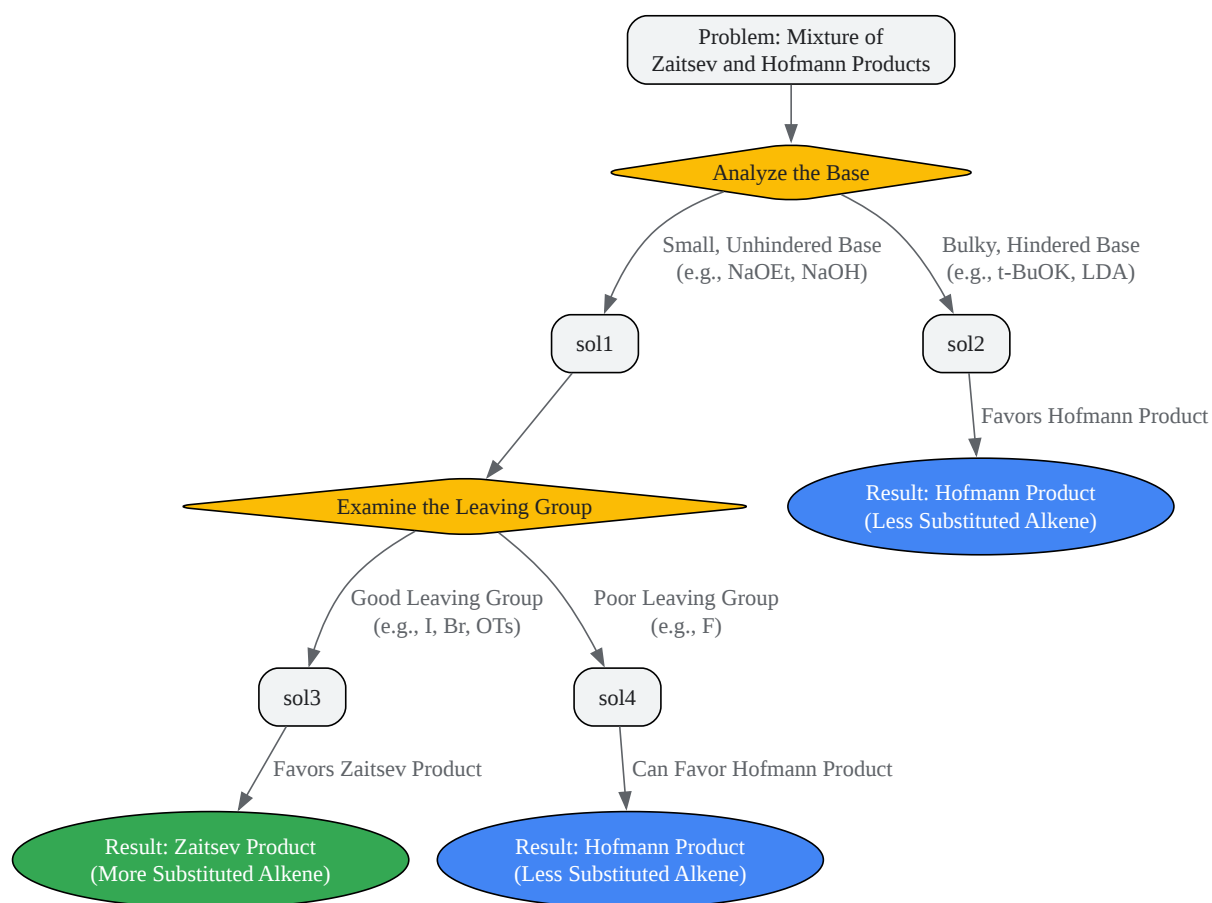 Problem: Mixture of
Zaitsev and Hofmann Products
Analyze the Base
Small, Unhindered Base
(e.g., NaOEt, NaOH)
Bulky, Hindered Base
(e.g., t-BuOK, LDA)
sol1
sol2
Favors Hofmann Product
Result: Hofmann Product
(Less Substituted Alkene)
Examine the Leaving Group
Good Leaving Group
(e.g., I, Br, OTs)
Poor Leaving Group
(e.g., F)
sol3
sol4
Favors Zaitsev Product
Can Favor Hofmann Product
Result: Zaitsev Product
(More Substituted Alkene)
Result: Hofmann Product
(Less Substituted Alkene)